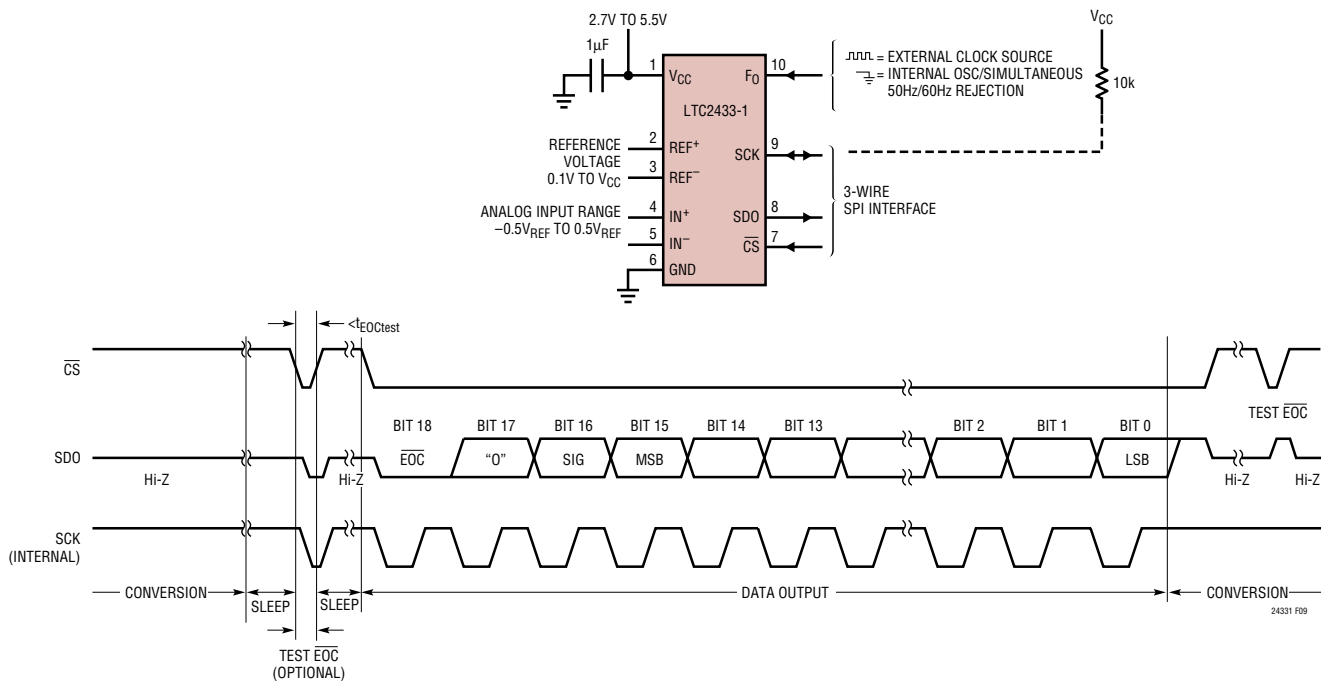 2.7V TO 5.5V
1µF
VCC
1
VCC
FO
10
= EXTERNAL CLOCK SOURCE
= INTERNAL OSC/SIMULTANEOUS
50Hz/60Hz REJECTION
10k
LTC2433-1
REFERENCE
VOLTAGE
0.1V TO VCC
2
REF+
3
REF–
SCK
9
3-WIRE
SPI INTERFACE
ANALOG INPUT RANGE
–0.5VREF TO 0.5VREF
4
IN+
5
IN–
SDO
8
CS
7
6
GND
<tEOCtest
CS
TEST EOC
BIT 18
BIT 17
BIT 16
BIT 15
BIT 14
BIT 13
BIT 2
BIT 1
BIT 0
SDO
EOC
“O”
SIG
MSB
LSB
Hi-Z
Hi-Z
Hi-Z
Hi-Z
SCK
(INTERNAL)
CONVERSION
SLEEP
SLEEP
DATA OUTPUT
CONVERSION
24331 F09
TEST EOC
(OPTIONAL)